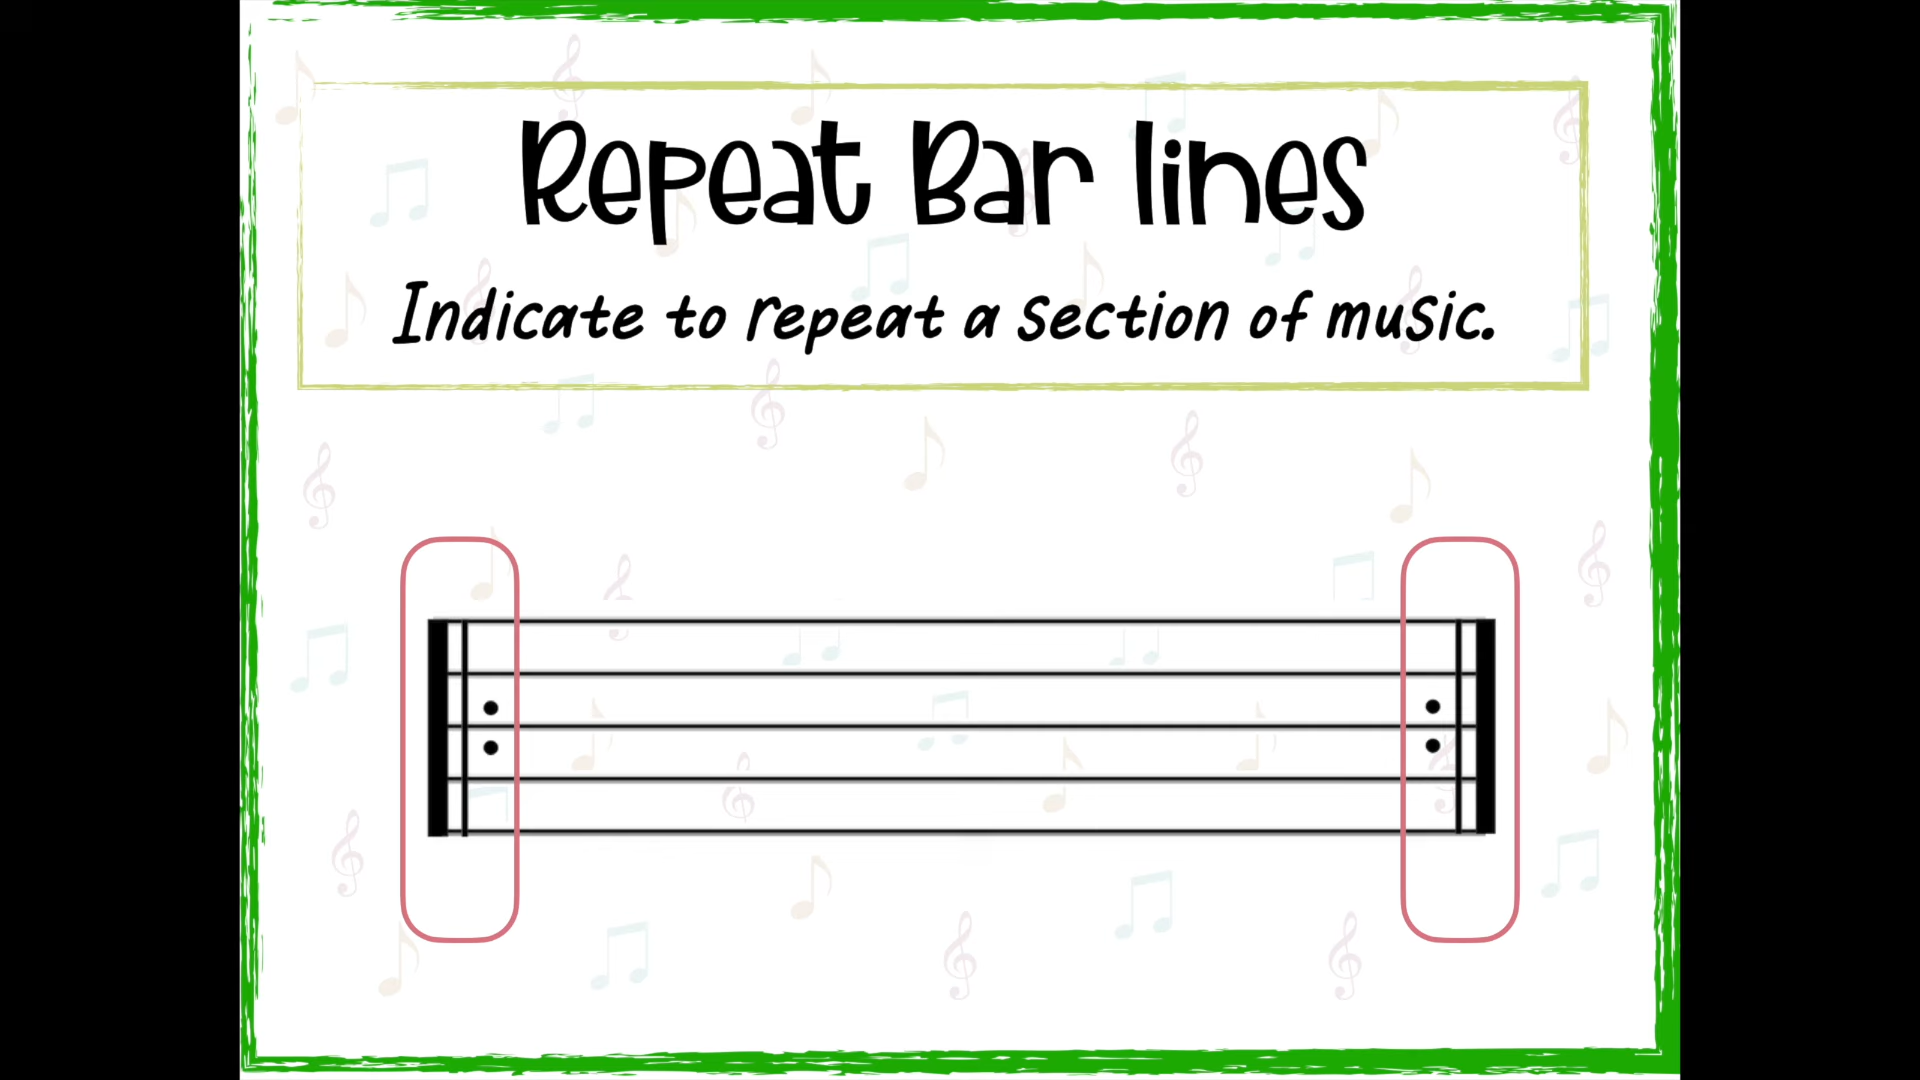 Repeat Bar lines
Indicate to repeat a section of music.